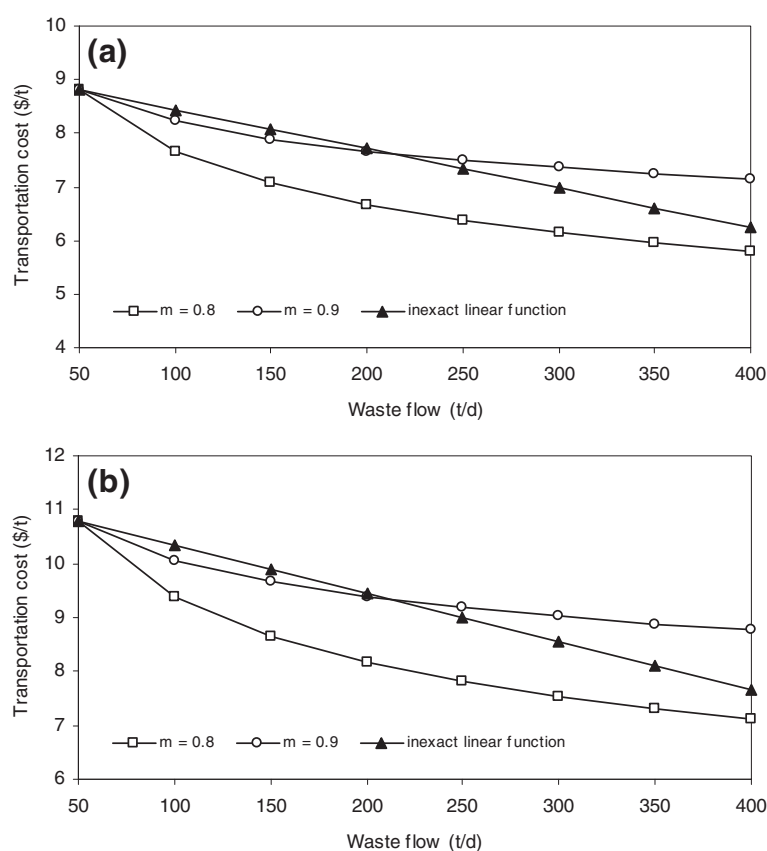 (a)
Transportation cost ($/t)
10
9
8
7
6
5
4
m = 0.8 m = 0.9 inexact linear function
50 100 150 200 250 300 350 400
Waste flow (t/d)
(b)
Transportation cost ($/t)
12
11
10
9
8
7
6
m = 0.8 m = 0.9 inexact linear function
50 100 150 200 250 300 350 400
Waste flow (t/d)